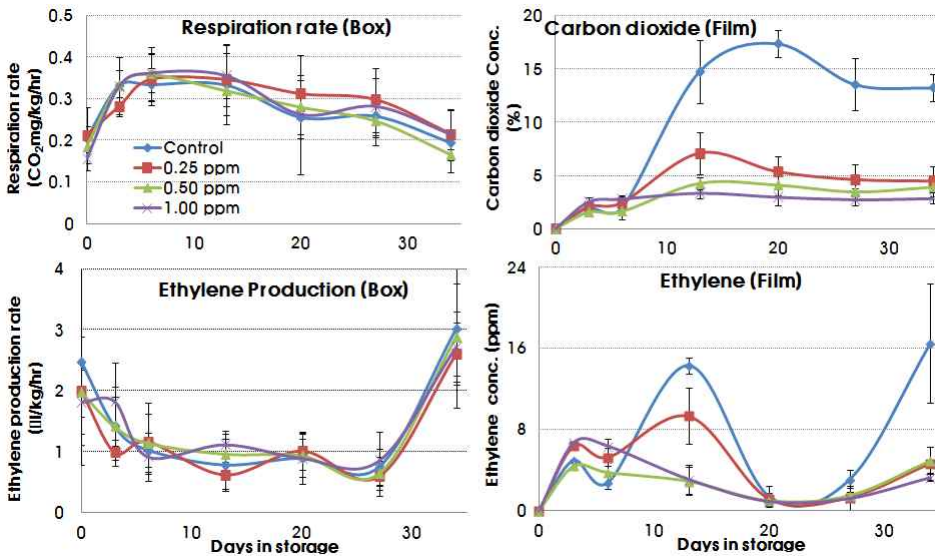 Respiration rate (Box)
Respiration rate
(CO2mg/kg/hr)
0.5
0.4
0.3
0.2
0.1
0
Control
0.25 ppm
0.50 ppm
1.00 ppm
0 10 20 30
Carbon dioxide (Film)
Carbon dioxide Conc.
(%)
20
15
10
5
0
0 10 20 30
Ethylene Production (Box)
Ethylene production rate
/kg/hr)
4
3
2
1
0
0 10 20 30
Days in storage
Ethylene (Film)
Ethylene conc. (ppm)
24
16
8
0
0 10 20 30
Days in storage